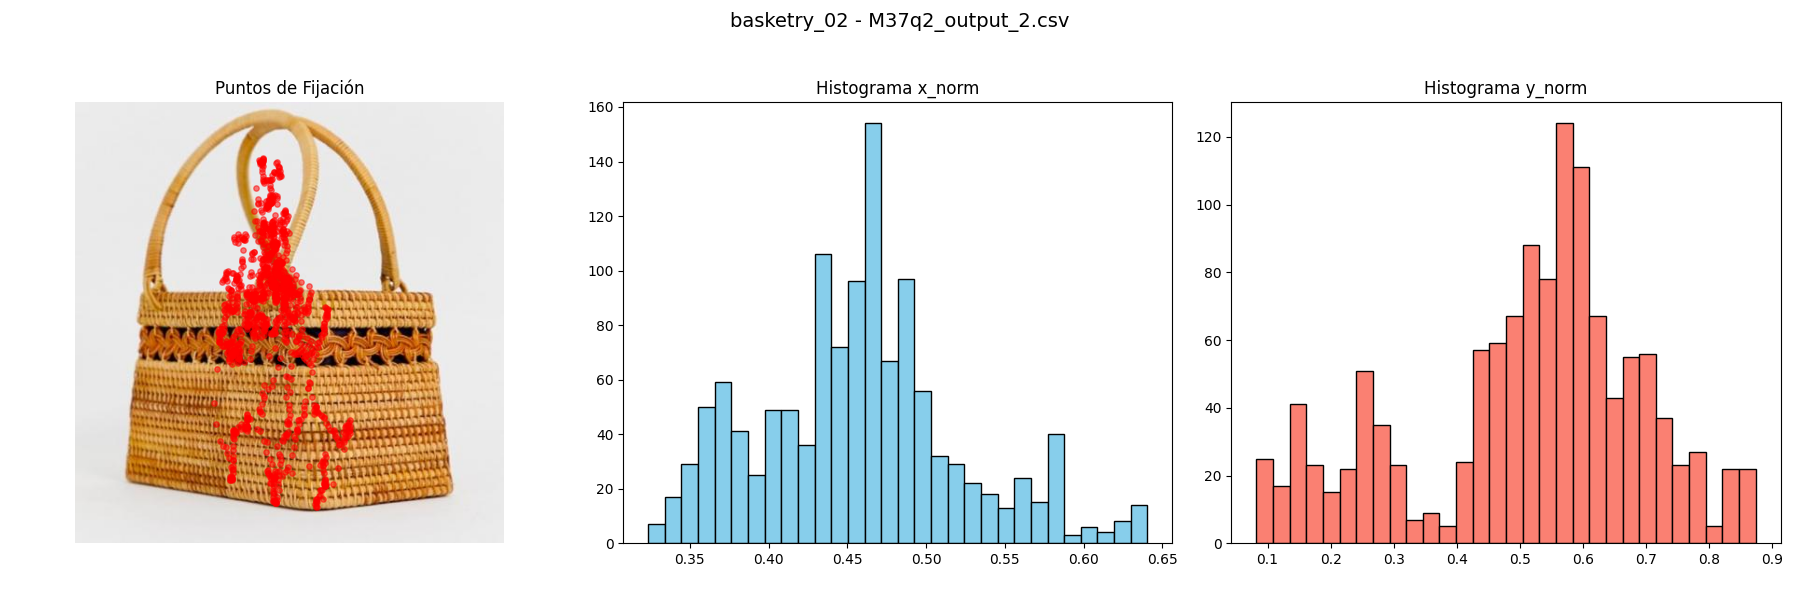 basketry_02 - M37q2_output_2.csv
Puntos de Fijación
Histograma x_norm
160
140
120
100
80
60
40
20
0
0.35 0.40 0.45 0.50 0.55 0.60 0.65
Histograma y_norm
120
100
80
60
40
20
0
0.1 0.2 0.3 0.4 0.5 0.6 0.7 0.8 0.9